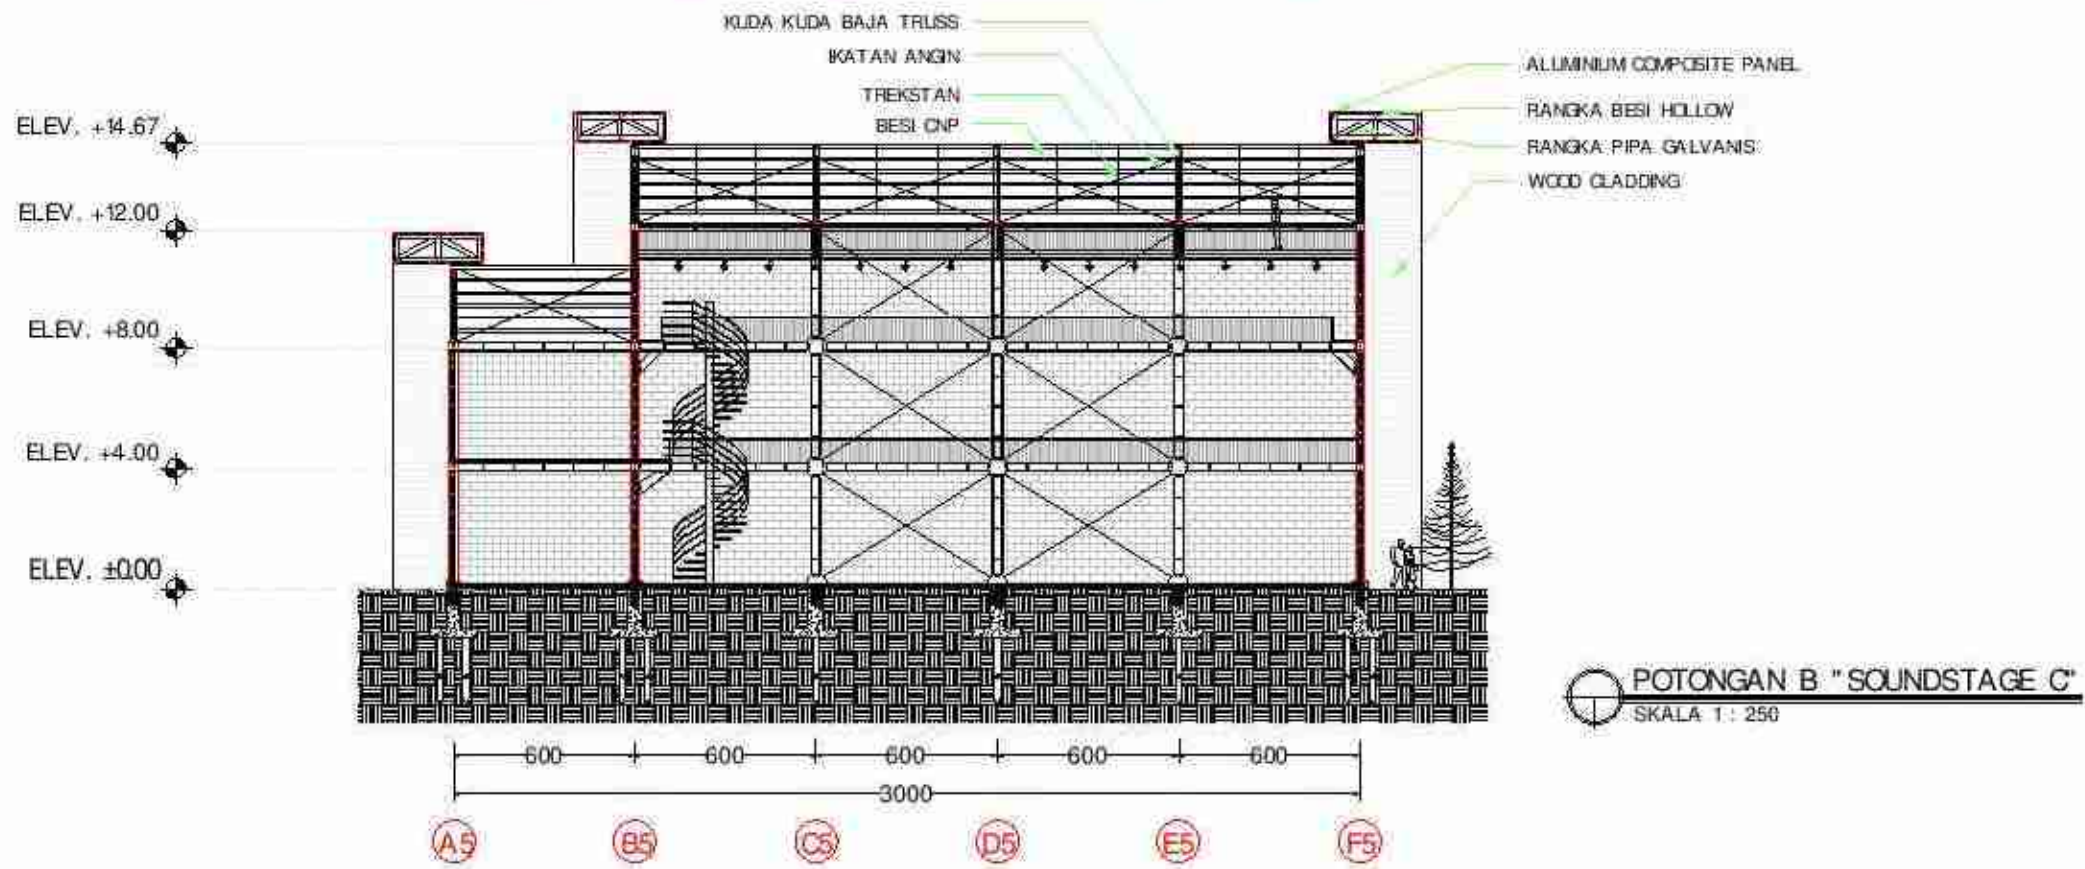 KUDA KUDA BAJA TRUSS
IKATAN ANGIN
TREKSTAN
BESI CNP
ALUMINIUM COMPOSITE PANEL
RANGKA BESI HOLLOW
RANGKA PIPA GALVANIS
WOOD CLADDING
ELEV. +14.67
ELEV. +12.00
ELEV. +8.00
ELEV. +4.00
ELEV. ±0.00
POTONGAN B "SOUNDSTAGE C"
SKALA 1 : 250
600 600 600 600 600
3000
A5 B5 C5 D5 E5 F5